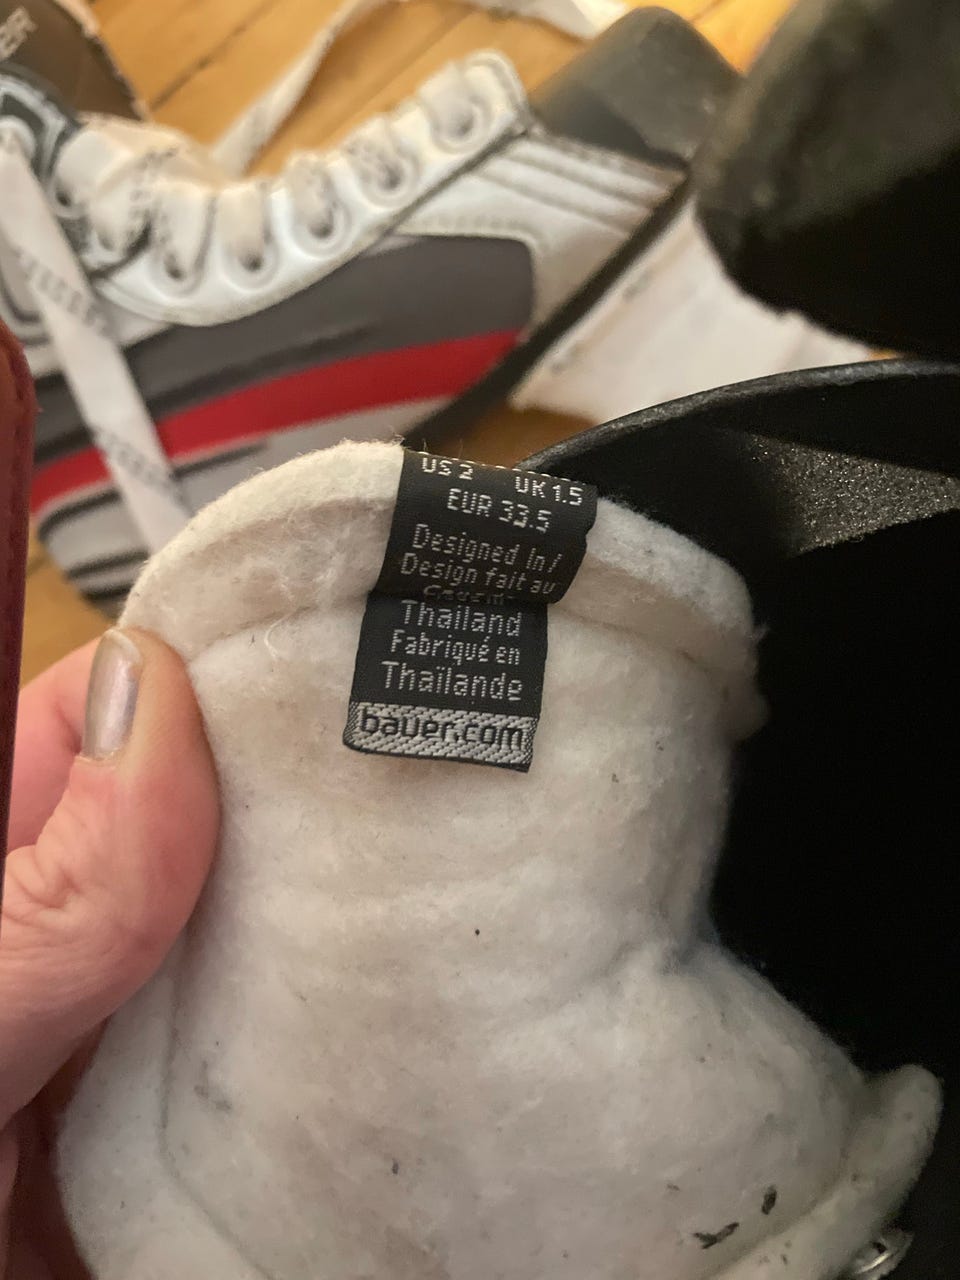 US 2 UK 1.5
EUR 33.5
Designed In/
Design fait au
Thailand
Fabriqué en
Thaïlande
bauer.com